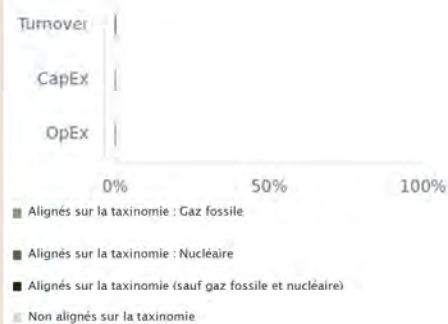 Turnover
CapEx
OpEx
0% 50% 100%
Alignés sur la taxinomie : Gaz fossile
Alignés sur la taxinomie : Nucléaire
Alignés sur la taxinomie (sauf gaz fossile et nucléaire)
Non alignés sur la taxinomie